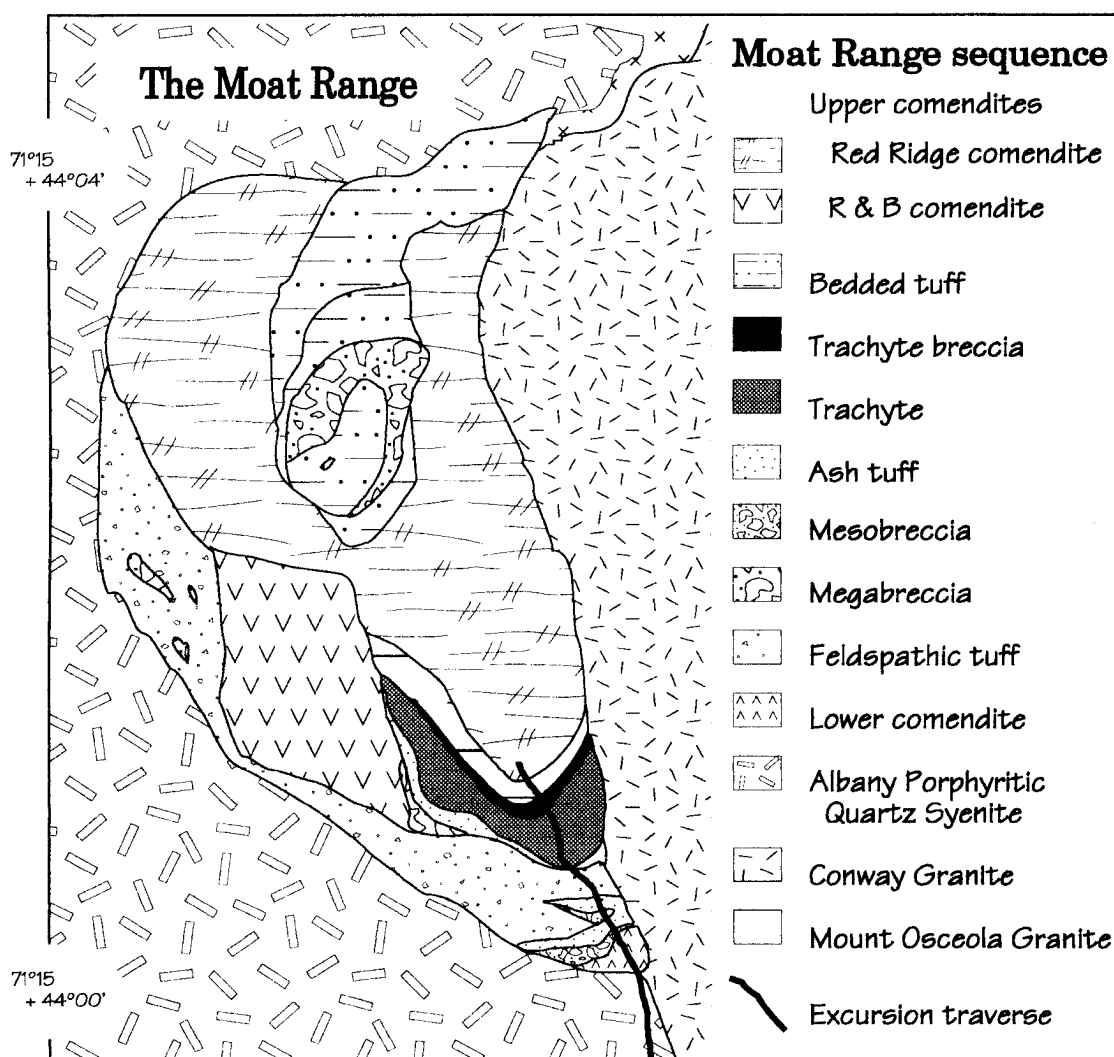 The Moat Range
71°15
+ 44°04'
71°15
+ 44°00'
Moat Range sequence
Upper comendites
Red Ridge comendite
R & B comendite
Bedded tuff
Trachyte breccia
Trachyte
Ash tuff
Mesobreccia
Megabreccia
Feldspathic tuff
Lower comendite
Albany Porphyritic
Quartz Syenite
Conway Granite
Mount Osceola Granite
Excursion traverse